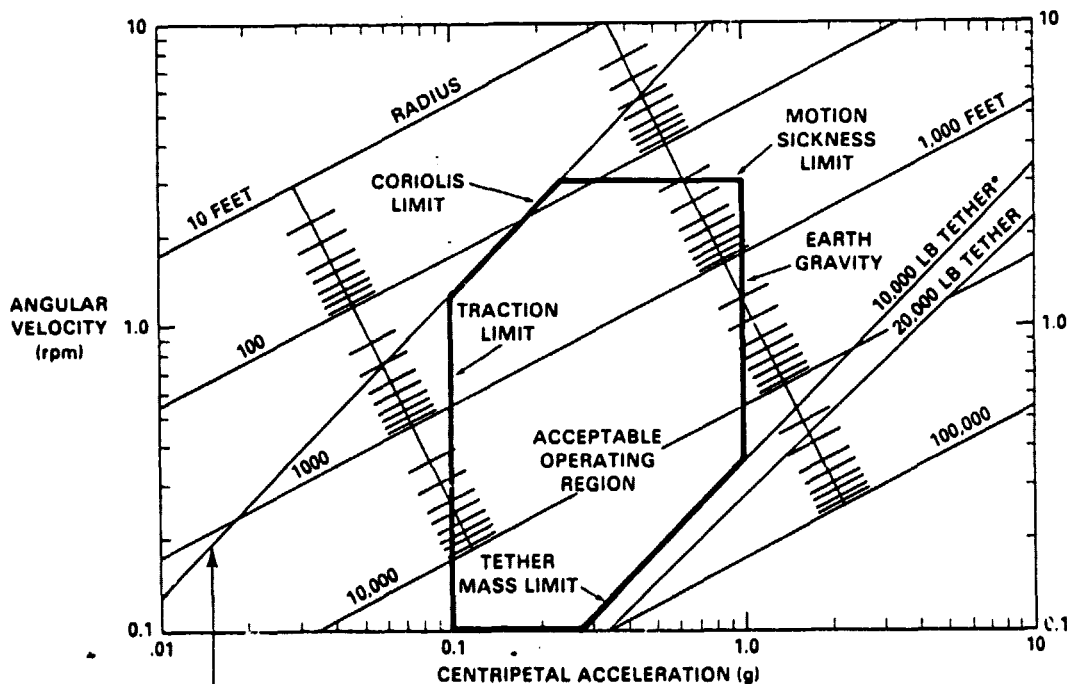 10
10
RADIUS
MOTION
SICKNESS
LIMIT
1,000 FEET
CORIOLIS
LIMIT
10 FEET
10,000 LB TETHER*
20,000 LB TETHER
EARTH
GRAVITY
ANGULAR
VELOCITY
(rpm)
1.0
TRACTION
LIMIT
1.0
100
ACCEPTABLE
OPERATING
REGION
100,000
1000
TETHER
MASS LIMIT
10,000
0.1
0.1
.01
0.1
1.0
10
CENTRIPETAL ACCELERATION (g)